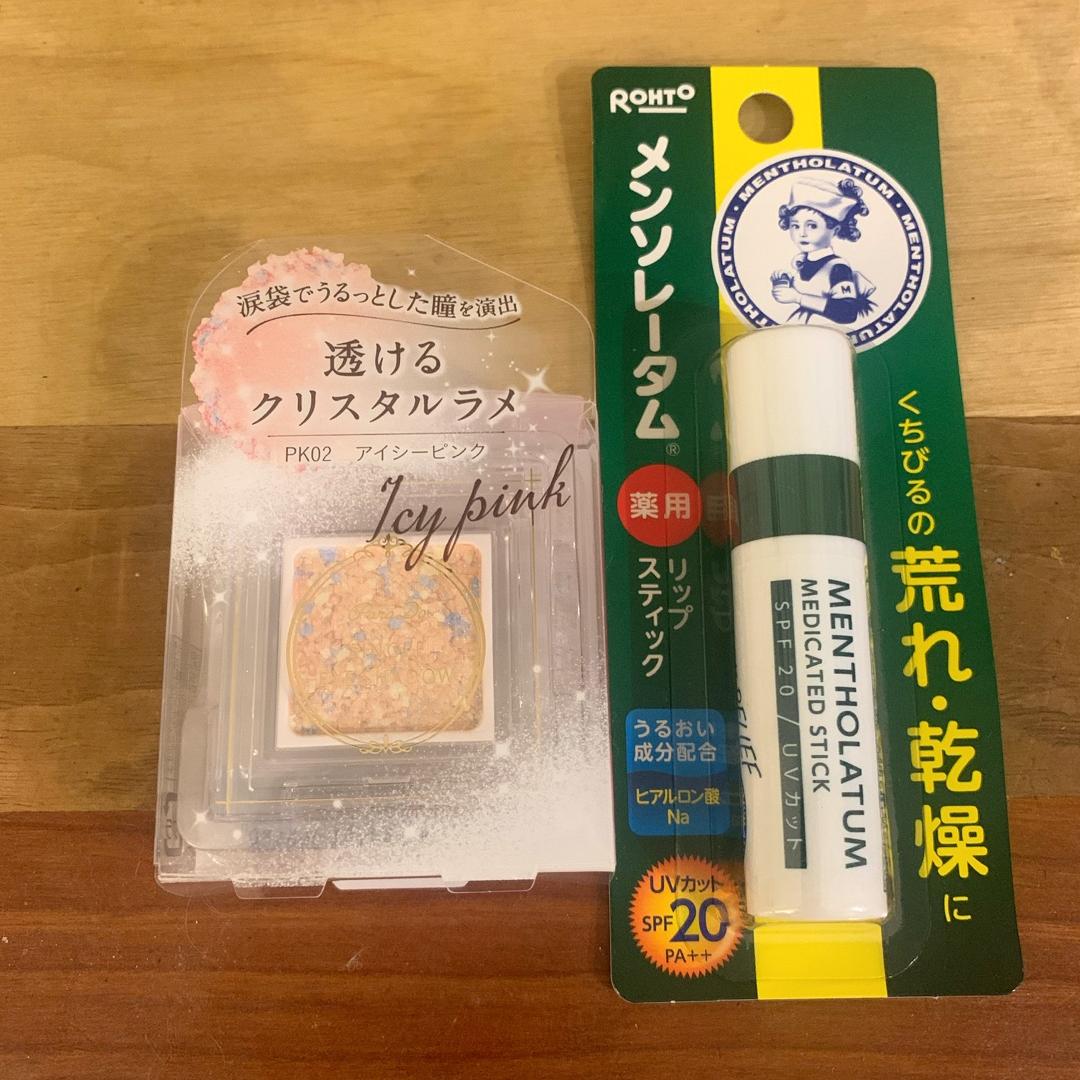 涙袋でうるっとした瞳を演出
透ける
クリスタルラメ
PK02 アイシーピンク
Icy pink
ROHTO
メンソレータム®
薬用
リップ
スティック
うるおい
成分配合
ヒアルロン酸
Na
UVカット
SPF20
PA++
MENTHOLATUM・MENTHOLATUM・MENTHOLATUM
M
MENTHOLATUM
MEDICATED STICK
SPF20/UVカット
くちびるの
荒れ・乾燥に